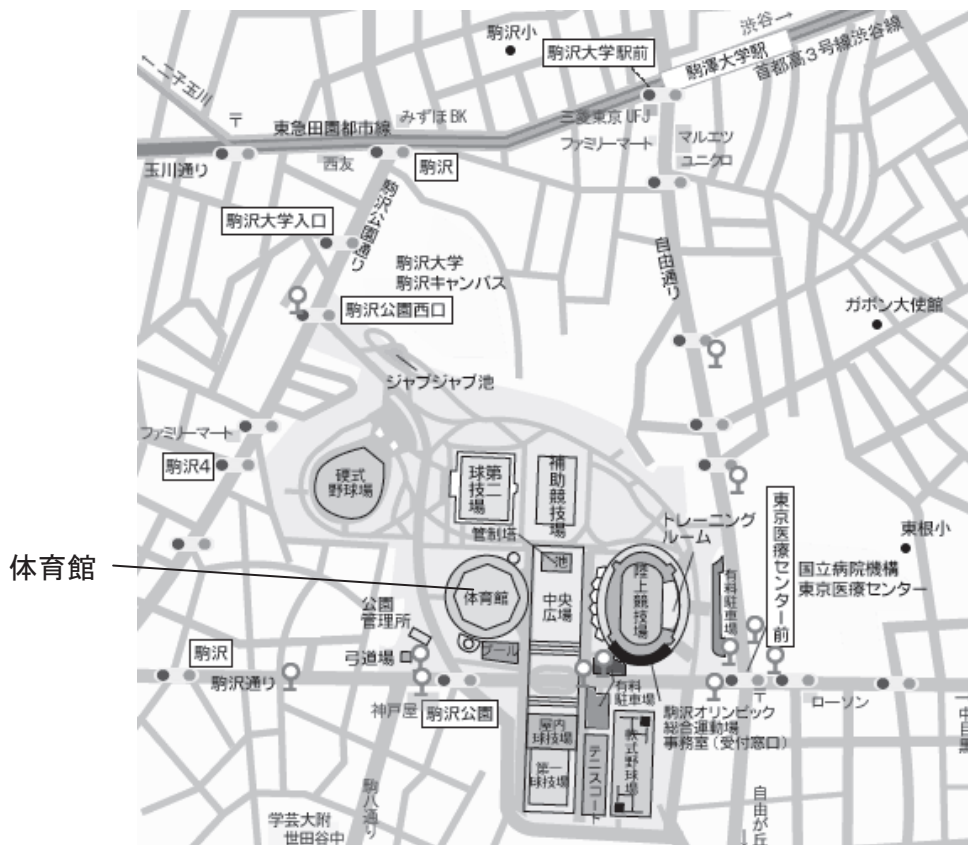 渋谷→
駒沢小
駒沢大学駅前
駒澤大学駅
首都高3号線渋谷線
← 二子玉川
〒
みずほBK
三菱東京UFJ
東急田園都市線
ファミリーマート
マルエツ
ユニクロ
玉川通り
西友
駒沢
駒沢公園通り
駒沢大学入口
自由通り
駒沢大学
駒沢キャンパス
駒沢公園西口
ガボン大使館
ジャブジャブ池
ファミリーマート
駒沢4
硬式
野球場
第二
球技場
補助競技場
トレーニング
ルーム
管制塔
池
東京医療センター前
東根小
国立病院機構
東京医療センター
体育館
体育館
中央
広場
陸上競技場
有料駐車場
公園
管理所
弓道場
プール
駒沢
駒沢通り
有料
駐車場
〒
ローソン
神戸屋
駒沢公園
駒沢オリンピック
総合運動場
事務室(受付窓口)
屋内
球技場
テニスコート
軟式野球場
第一
球技場
中目黒
駒八通り
自由が丘
学芸大附
世田谷中